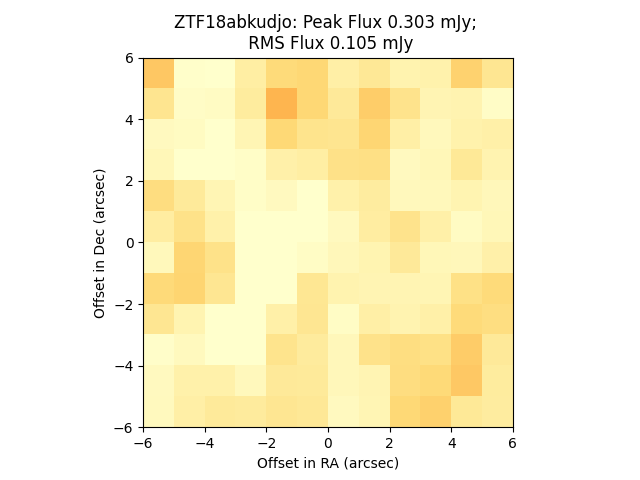 ZTF18abkudjo: Peak Flux 0.303 mJy;
RMS Flux 0.105 mJy
6
4
2
0
−2
−4
−6
Offset in Dec (arcsec)
−6 −4 −2 0 2 4 6
Offset in RA (arcsec)